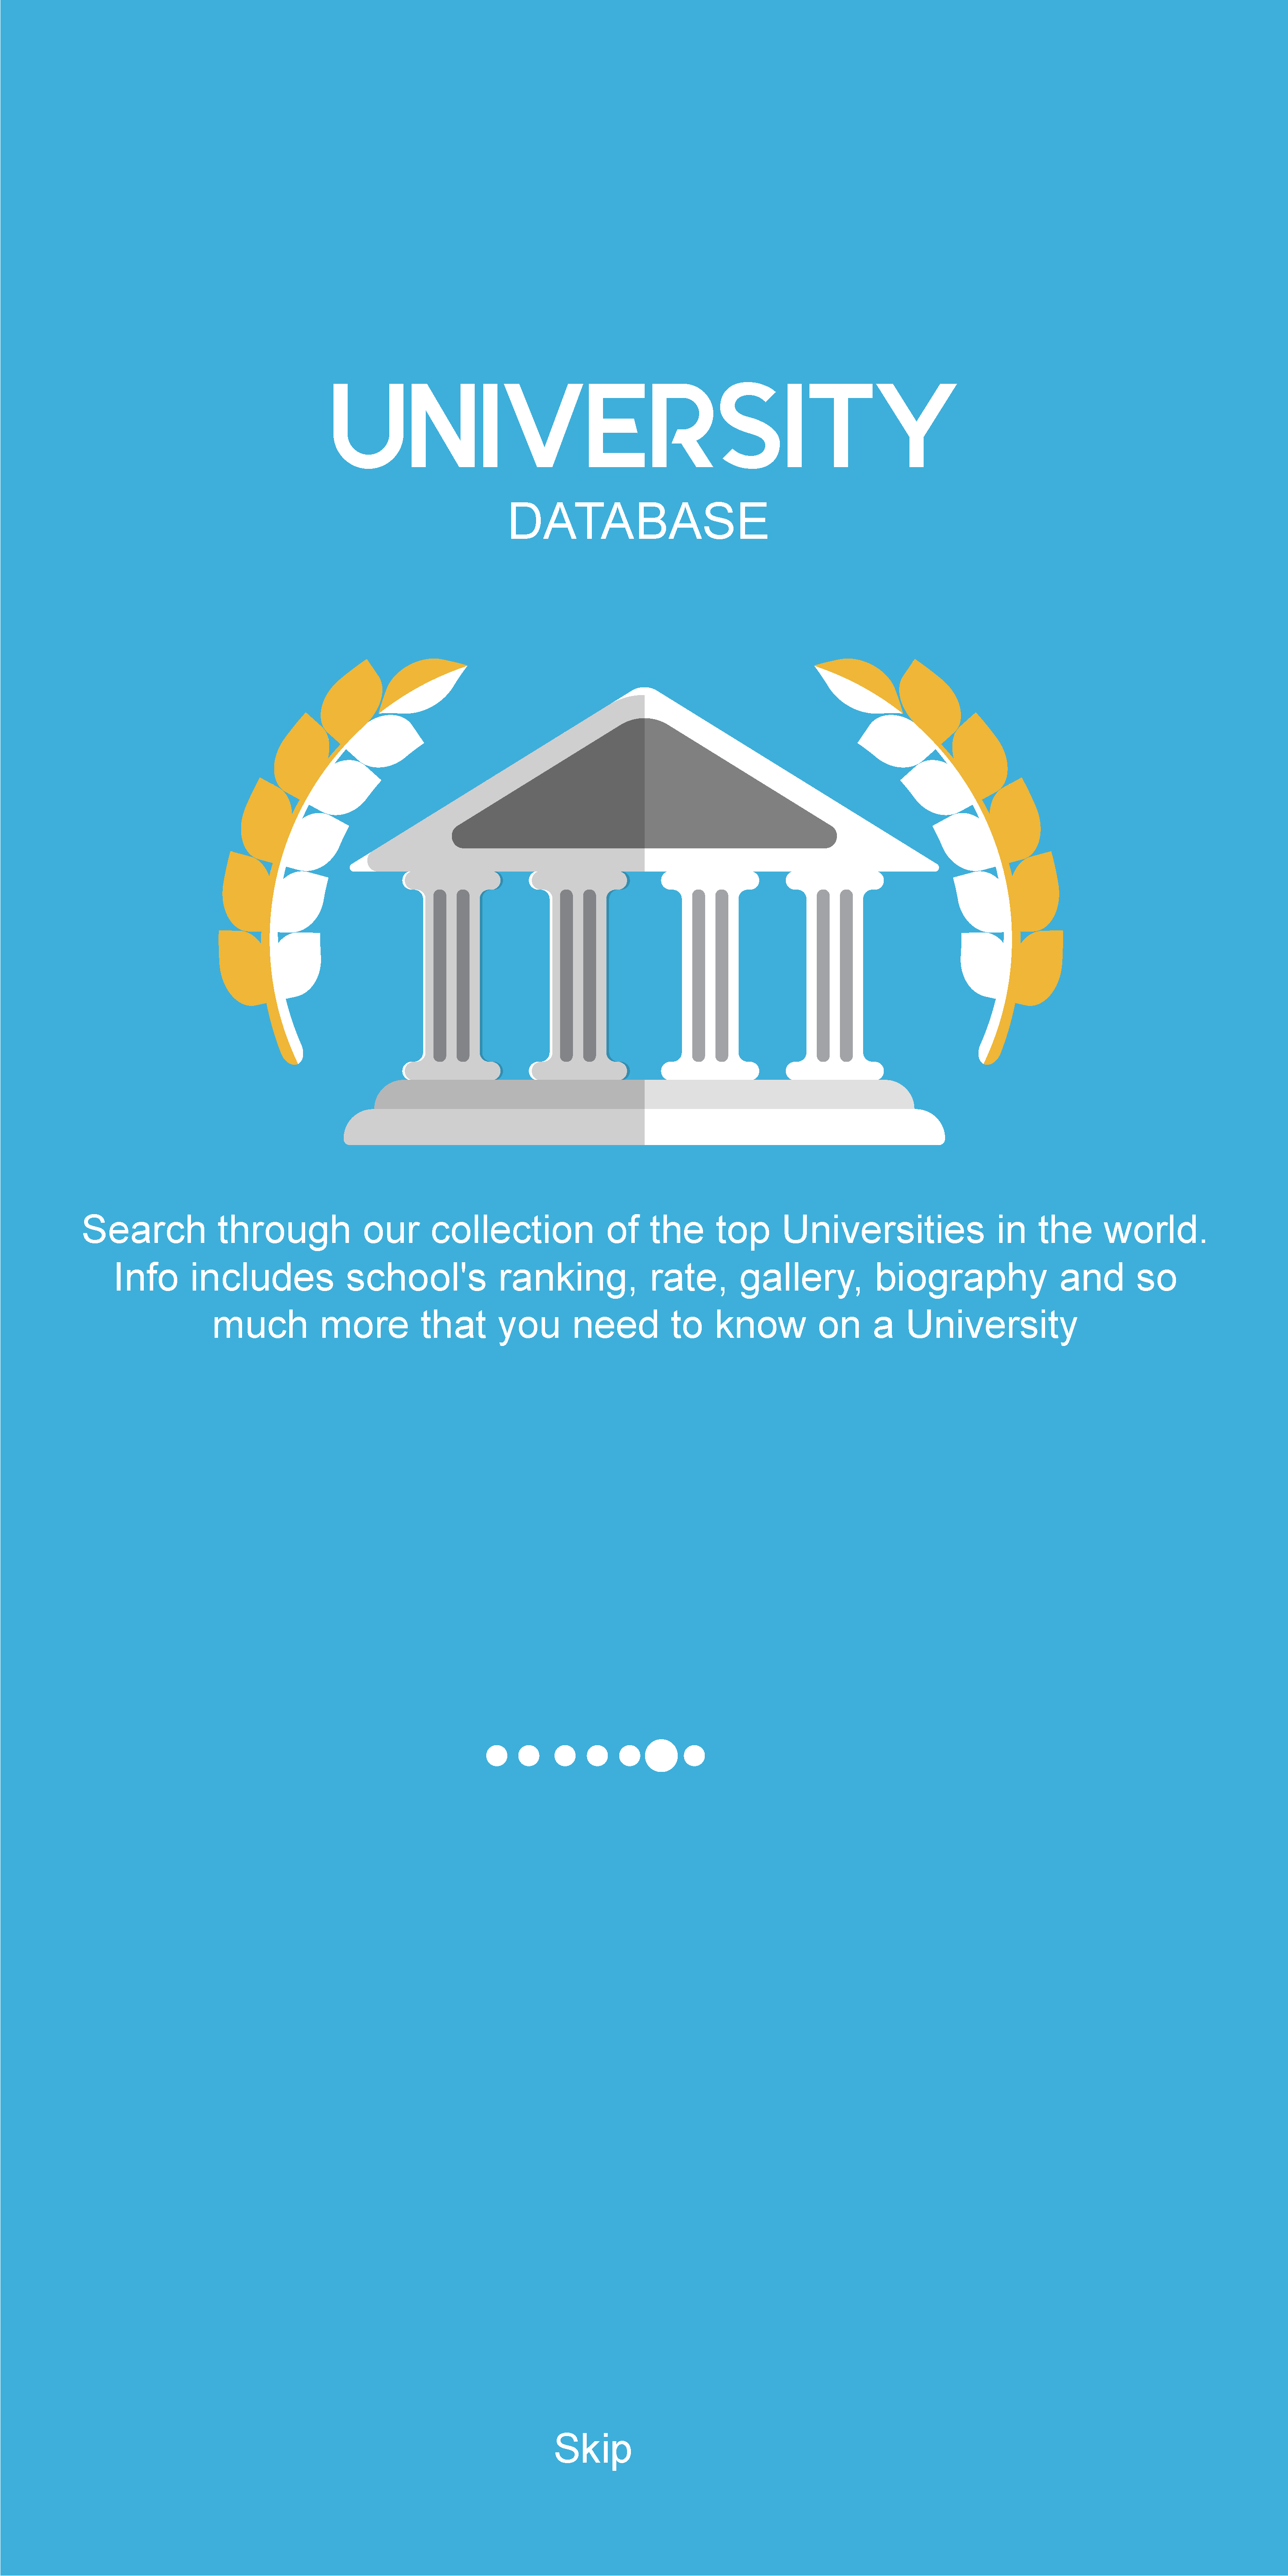 UNIVERSITY
DATABASE
Search through our collection of the top Universities in the world.
Info includes school's ranking, rate, gallery, biography and so
much more that you need to know on a University
Skip